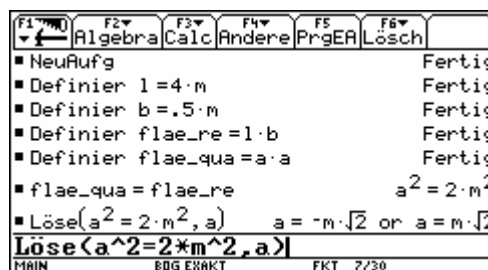 F1 F2 Algebra F3 Calc F4 Andere F5 PrgEA F6 Lösch
▪NeuAufg Fertig
▪Definier l=4·m Fertig
▪Definier b=.5·m Fertig
▪Definier flae_re=l·b Fertig
▪Definier flae_qua=a·a Fertig
▪flae_qua=flae_re a²=2·m²
▪Löse(a²=2·m²,a) a=⁻m·√2 or a=m·√2
Löse(a^2=2*m^2,a)
MAIN BOG EXAKT FKT 7/30